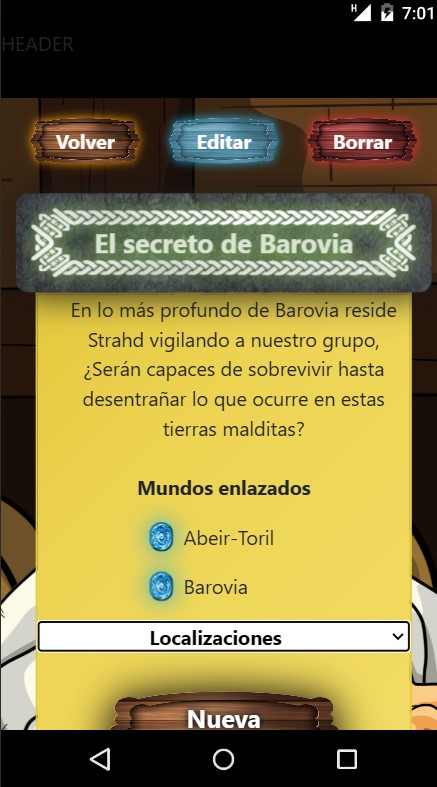 H
7:01
HEADER
Volver
Editar
Borrar
El secreto de Barovia
En lo más profundo de Barovia reside
Strahd vigilando a nuestro grupo,
¿Serán capaces de sobrevivir hasta
desentrañar lo que ocurre en estas
tierras malditas?
Mundos enlazados
Abeir-Toril
Barovia
Localizaciones
Nueva